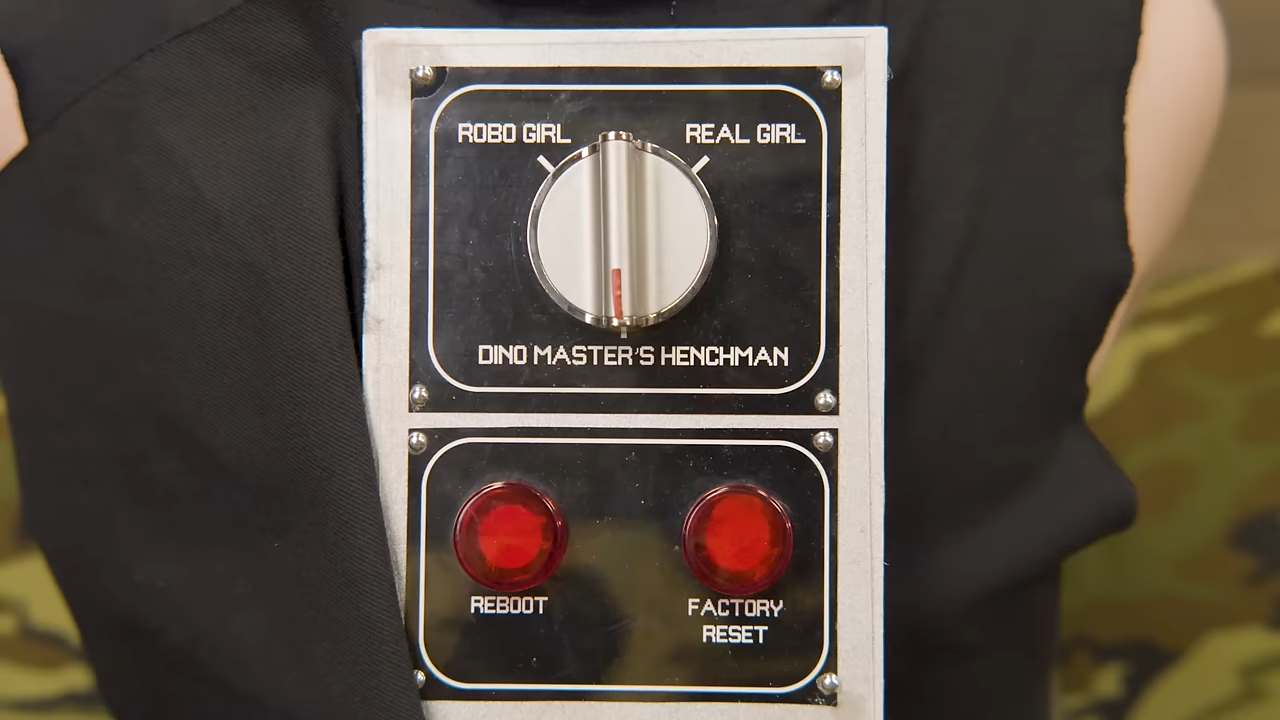 ROBO GIRL
REAL GIRL
DINO MASTER'S HENCHMAN
REBOOT
FACTORY
RESET